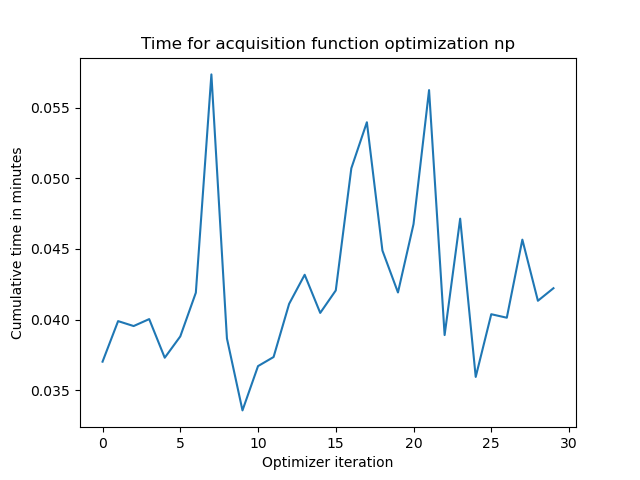 Time for acquisition function optimization np
Cumulative time in minutes
0.055
0.050
0.045
0.040
0.035
0 5 10 15 20 25 30
Optimizer iteration